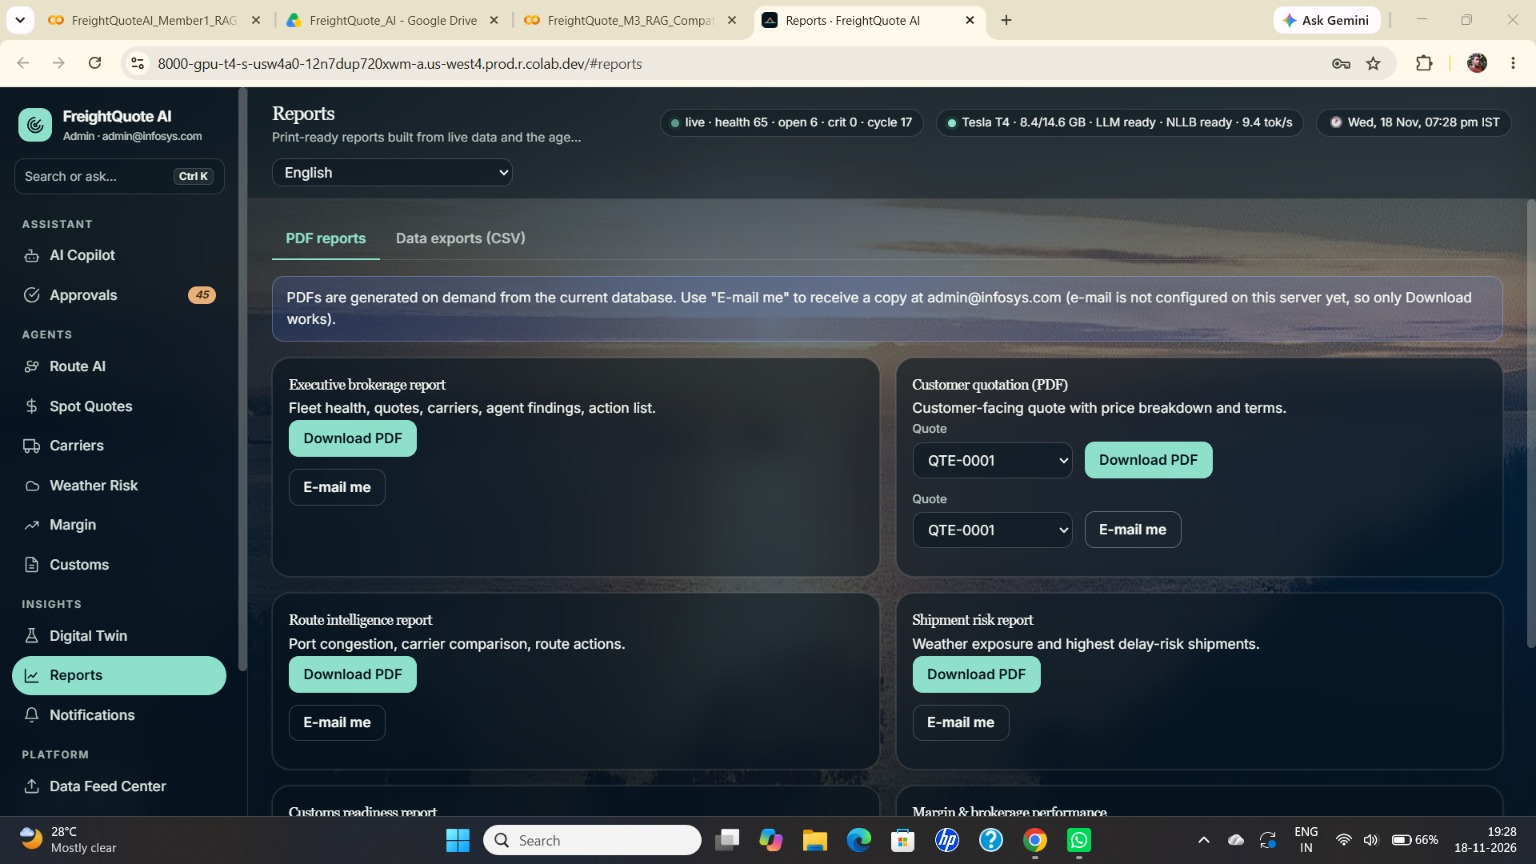 FreightQuoteAI_Member1_RAG
FreightQuote_AI - Google Drive
FreightQuote_M3_RAG_Compat
Reports · FreightQuote AI
Ask Gemini
8000-gpu-t4-s-usw4a0-12n7dup720xwm-a.us-west4.prod.r.colab.dev/#reports
FreightQuote AI
Admin · admin@infosys.com
Search or ask...
Ctrl K
ASSISTANT
AI Copilot
Approvals
45
AGENTS
Route AI
Spot Quotes
Carriers
Weather Risk
Margin
Customs
INSIGHTS
Digital Twin
Reports
Notifications
PLATFORM
Data Feed Center
Reports
Print-ready reports built from live data and the age...
live · health 65 · open 6 · crit 0 · cycle 17
Tesla T4 · 8.4/14.6 GB · LLM ready · NLLB ready · 9.4 tok/s
Wed, 18 Nov, 07:28 pm IST
English
PDF reports
Data exports (CSV)
PDFs are generated on demand from the current database. Use "E-mail me" to receive a copy at admin@infosys.com (e-mail is not configured on this server yet, so only Download
works).
Executive brokerage report
Fleet health, quotes, carriers, agent findings, action list.
Download PDF
E-mail me
Customer quotation (PDF)
Customer-facing quote with price breakdown and terms.
Quote
QTE-0001
Download PDF
Quote
QTE-0001
E-mail me
Route intelligence report
Port congestion, carrier comparison, route actions.
Download PDF
E-mail me
Shipment risk report
Weather exposure and highest delay-risk shipments.
Download PDF
E-mail me
Customs readiness report
Margin & brokerage performance
28°C
Mostly clear
Search
ENG
IN
66%
19:28
18-11-2026